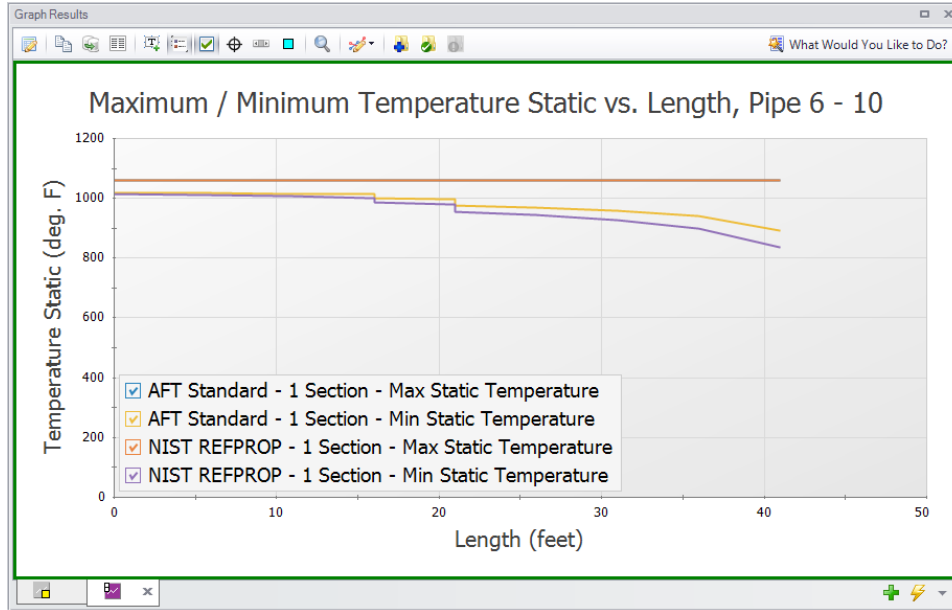 Graph Results
What Would You Like to Do?
Maximum / Minimum Temperature Static vs. Length, Pipe 6 - 10
Temperature Static (deg. F)
1200
1000
800
600
400
200
0
AFT Standard - 1 Section - Max Static Temperature
AFT Standard - 1 Section - Min Static Temperature
NIST REFPROP - 1 Section - Max Static Temperature
NIST REFPROP - 1 Section - Min Static Temperature
0 10 20 30 40 50
Length (feet)